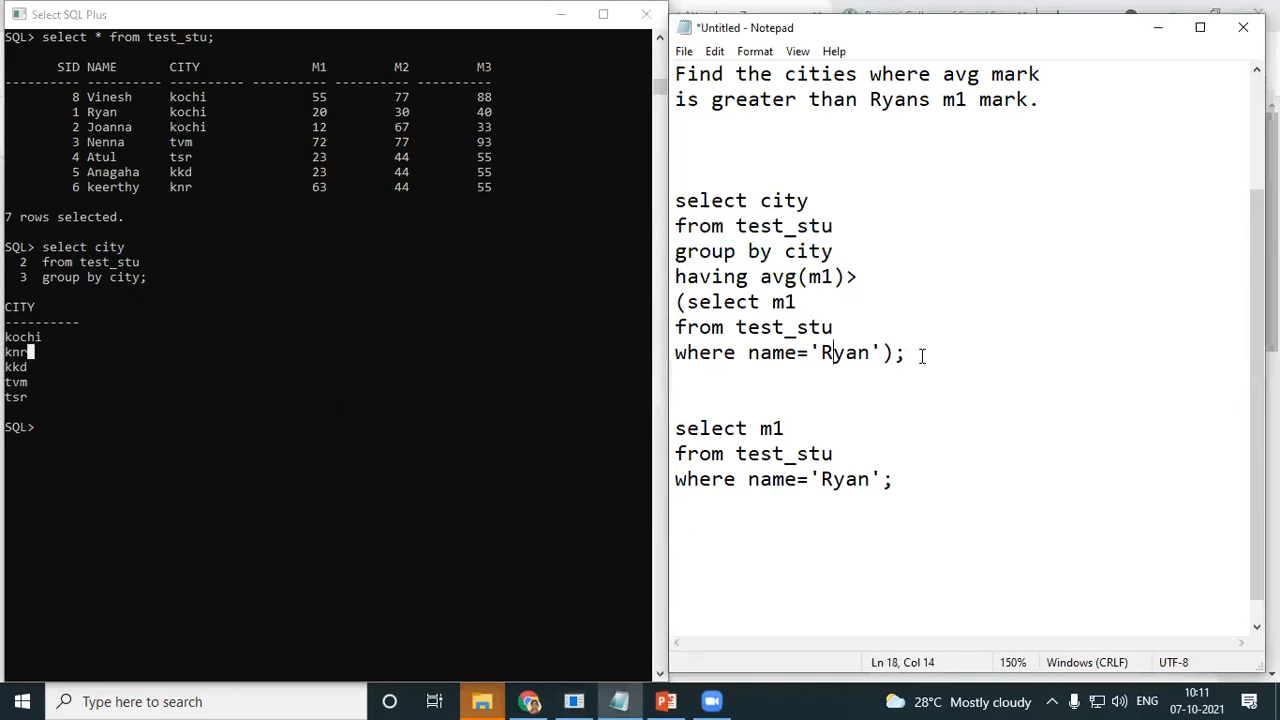 Select SQL Plus
SQL> select * from test_stu;
SID NAME CITY M1 M2 M3
---------- ---------- ---------- ---------- ---------- ----------
8 Vinesh kochi 55 77 88
1 Ryan kochi 20 30 40
2 Joanna kochi 12 67 33
3 Nenna tvm 72 77 93
4 Atul tsr 23 44 55
5 Anagaha kkd 23 44 55
6 keerthy knr 63 44 55
7 rows selected.
SQL> select city
2 from test_stu
3 group by city;
CITY
----------
kochi
knr
kkd
tvm
tsr
SQL>
*Untitled - Notepad
File Edit Format View Help
Find the cities where avg mark
is greater than Ryans m1 mark.
select city
from test_stu
group by city
having avg(m1)>
(select m1
from test_stu
where name='Ryan');
select m1
from test_stu
where name='Ryan';
Ln 18, Col 14 150% Windows (CRLF) UTF-8
Type here to search
28°C Mostly cloudy
ENG
10:11
07-10-2021